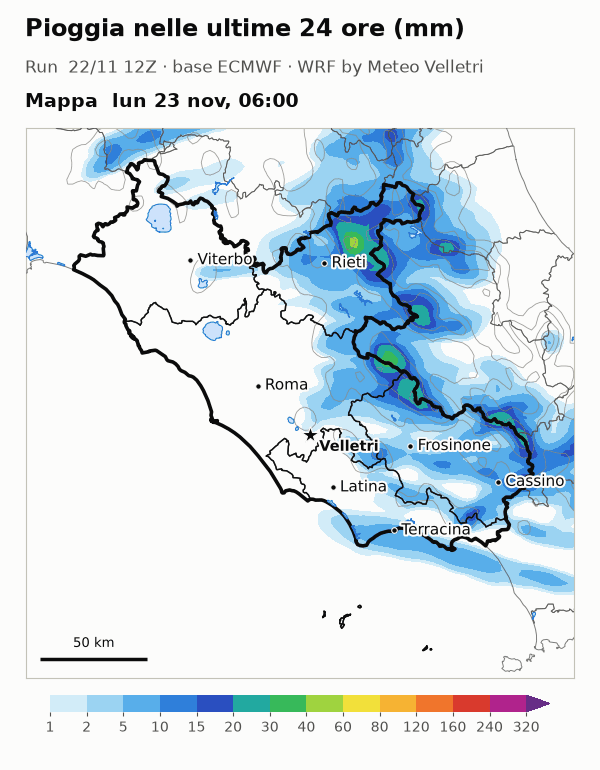 Pioggia nelle ultime 24 ore (mm)
Run  22/11 12Z · base ECMWF · WRF by Meteo Velletri
Mappa  lun 23 nov, 06:00
Viterbo
Rieti
Roma
Velletri
Frosinone
Cassino
Latina
Terracina
50 km
1 2 5 10 15 20 30 40 60 80 120 160 240 320